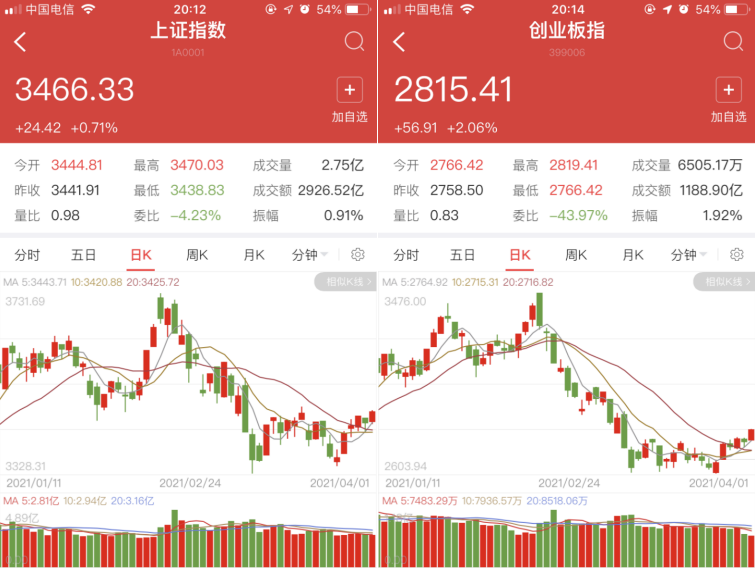 中国电信 20:12 54%
上证指数
1A0001
3466.33
+24.42 +0.71%
加自选
今开 3444.81 最高 3470.03 成交量 2.75亿
昨收 3441.91 最低 3438.83 成交额 2926.52亿
量比 0.98 委比 -4.23% 振幅 0.91%
分时 五日 日K 周K 月K 分钟
MA 5:3443.71 10:3420.88 20:3425.72 相似K线
3731.69
3328.31
2021/01/11 2021/02/24 2021/04/01
MA 5:2.81亿 10:2.94亿 20:3.16亿
4.89亿
中国电信 20:14 54%
创业板指
399006
2815.41
+56.91 +2.06%
加自选
今开 2766.42 最高 2819.41 成交量 6505.17万
昨收 2758.50 最低 2766.42 成交额 1188.90亿
量比 0.83 委比 -43.97% 振幅 1.92%
分时 五日 日K 周K 月K 分钟
MA 5:2764.92 10:2715.31 20:2716.82 相似K线
3476.00
2603.94
2021/01/11 2021/02/24 2021/04/01
MA 5:7483.29万 10:7936.57万 20:8518.06万